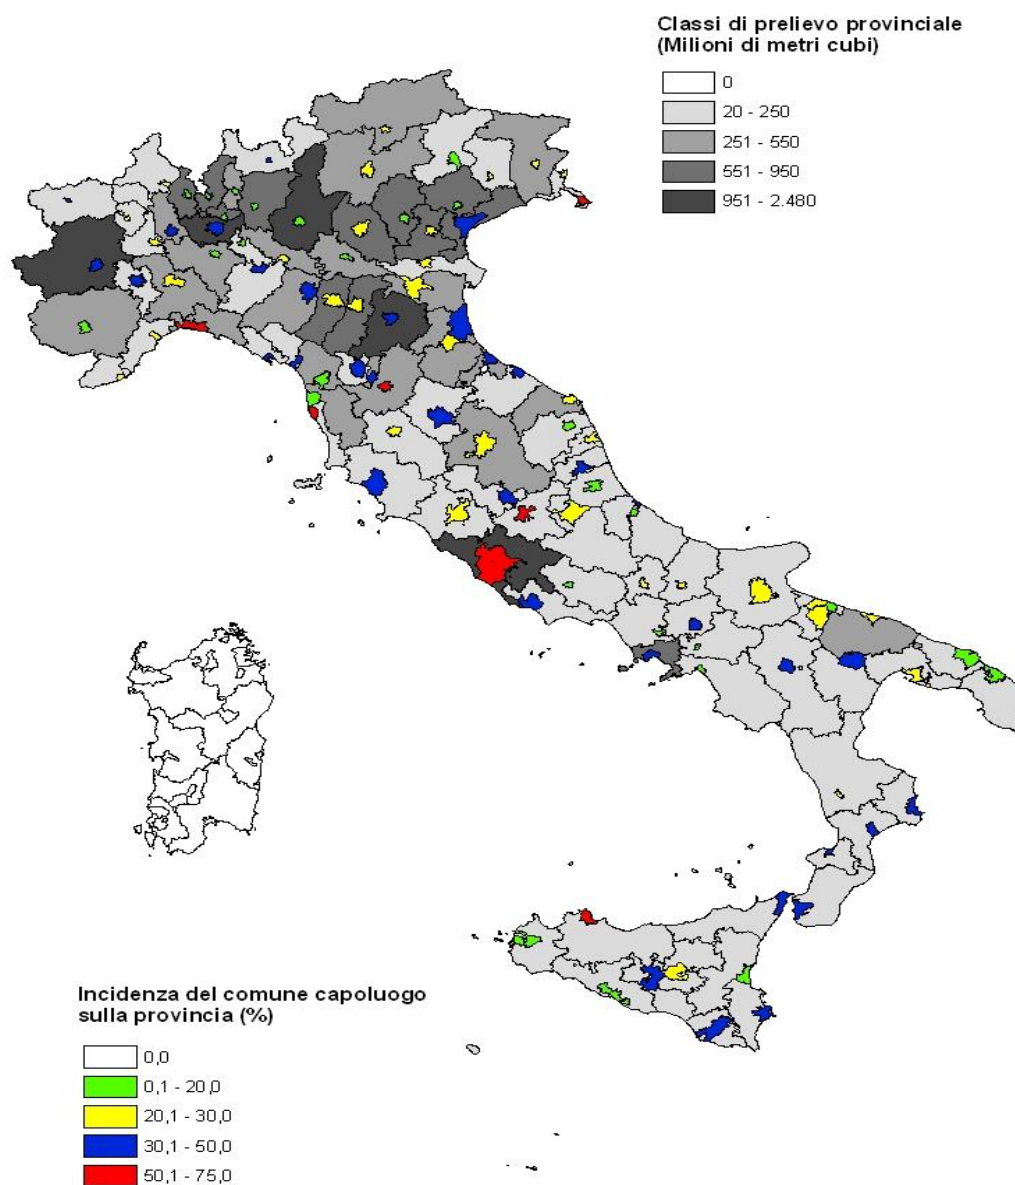 Classi di prelievo provinciale
(Milioni di metri cubi)
0
20 - 250
251 - 550
551 - 950
951 - 2.480
Incidenza del comune capoluogo
sulla provincia (%)
0,0
0,1 - 20,0
20,1 - 30,0
30,1 - 50,0
50,1 - 75,0